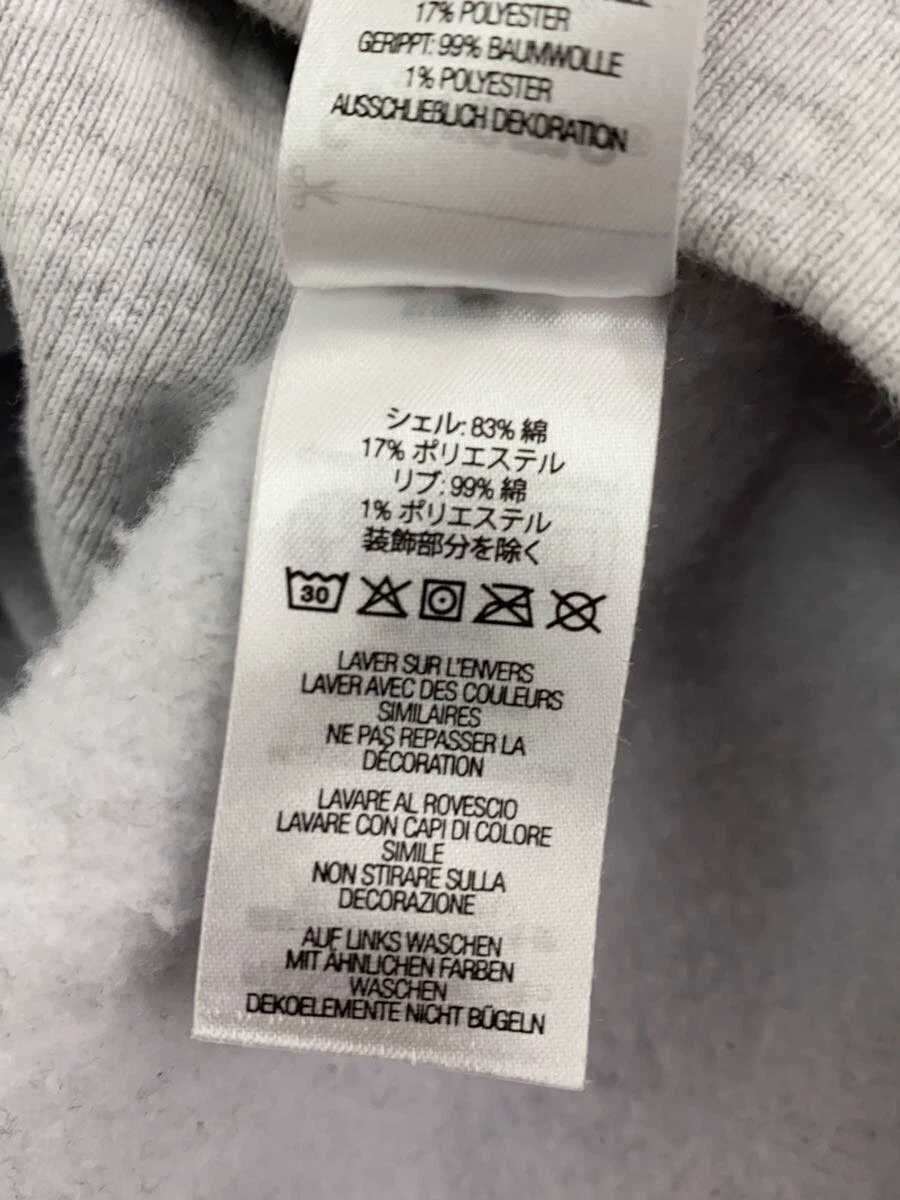 17% POLYESTER
GERIPPT: 99% BAUMWOLLE
1% POLYESTER
AUSSCHLIEßLICH DEKORATION
シェル: 83% 綿
17% ポリエステル
リブ: 99% 綿
1% ポリエステル
装飾部分を除く
30
LAVER SUR L'ENVERS
LAVER AVEC DES COULEURS
SIMILAIRES
NE PAS REPASSER LA
DÉCORATION
LAVARE AL ROVESCIO
LAVARE CON CAPI DI COLORE
SIMILE
NON STIRARE SULLA
DECORAZIONE
AUF LINKS WASCHEN
MIT ÄHNLICHEN FARBEN
WASCHEN
DEKOELEMENTE NICHT BÜGELN